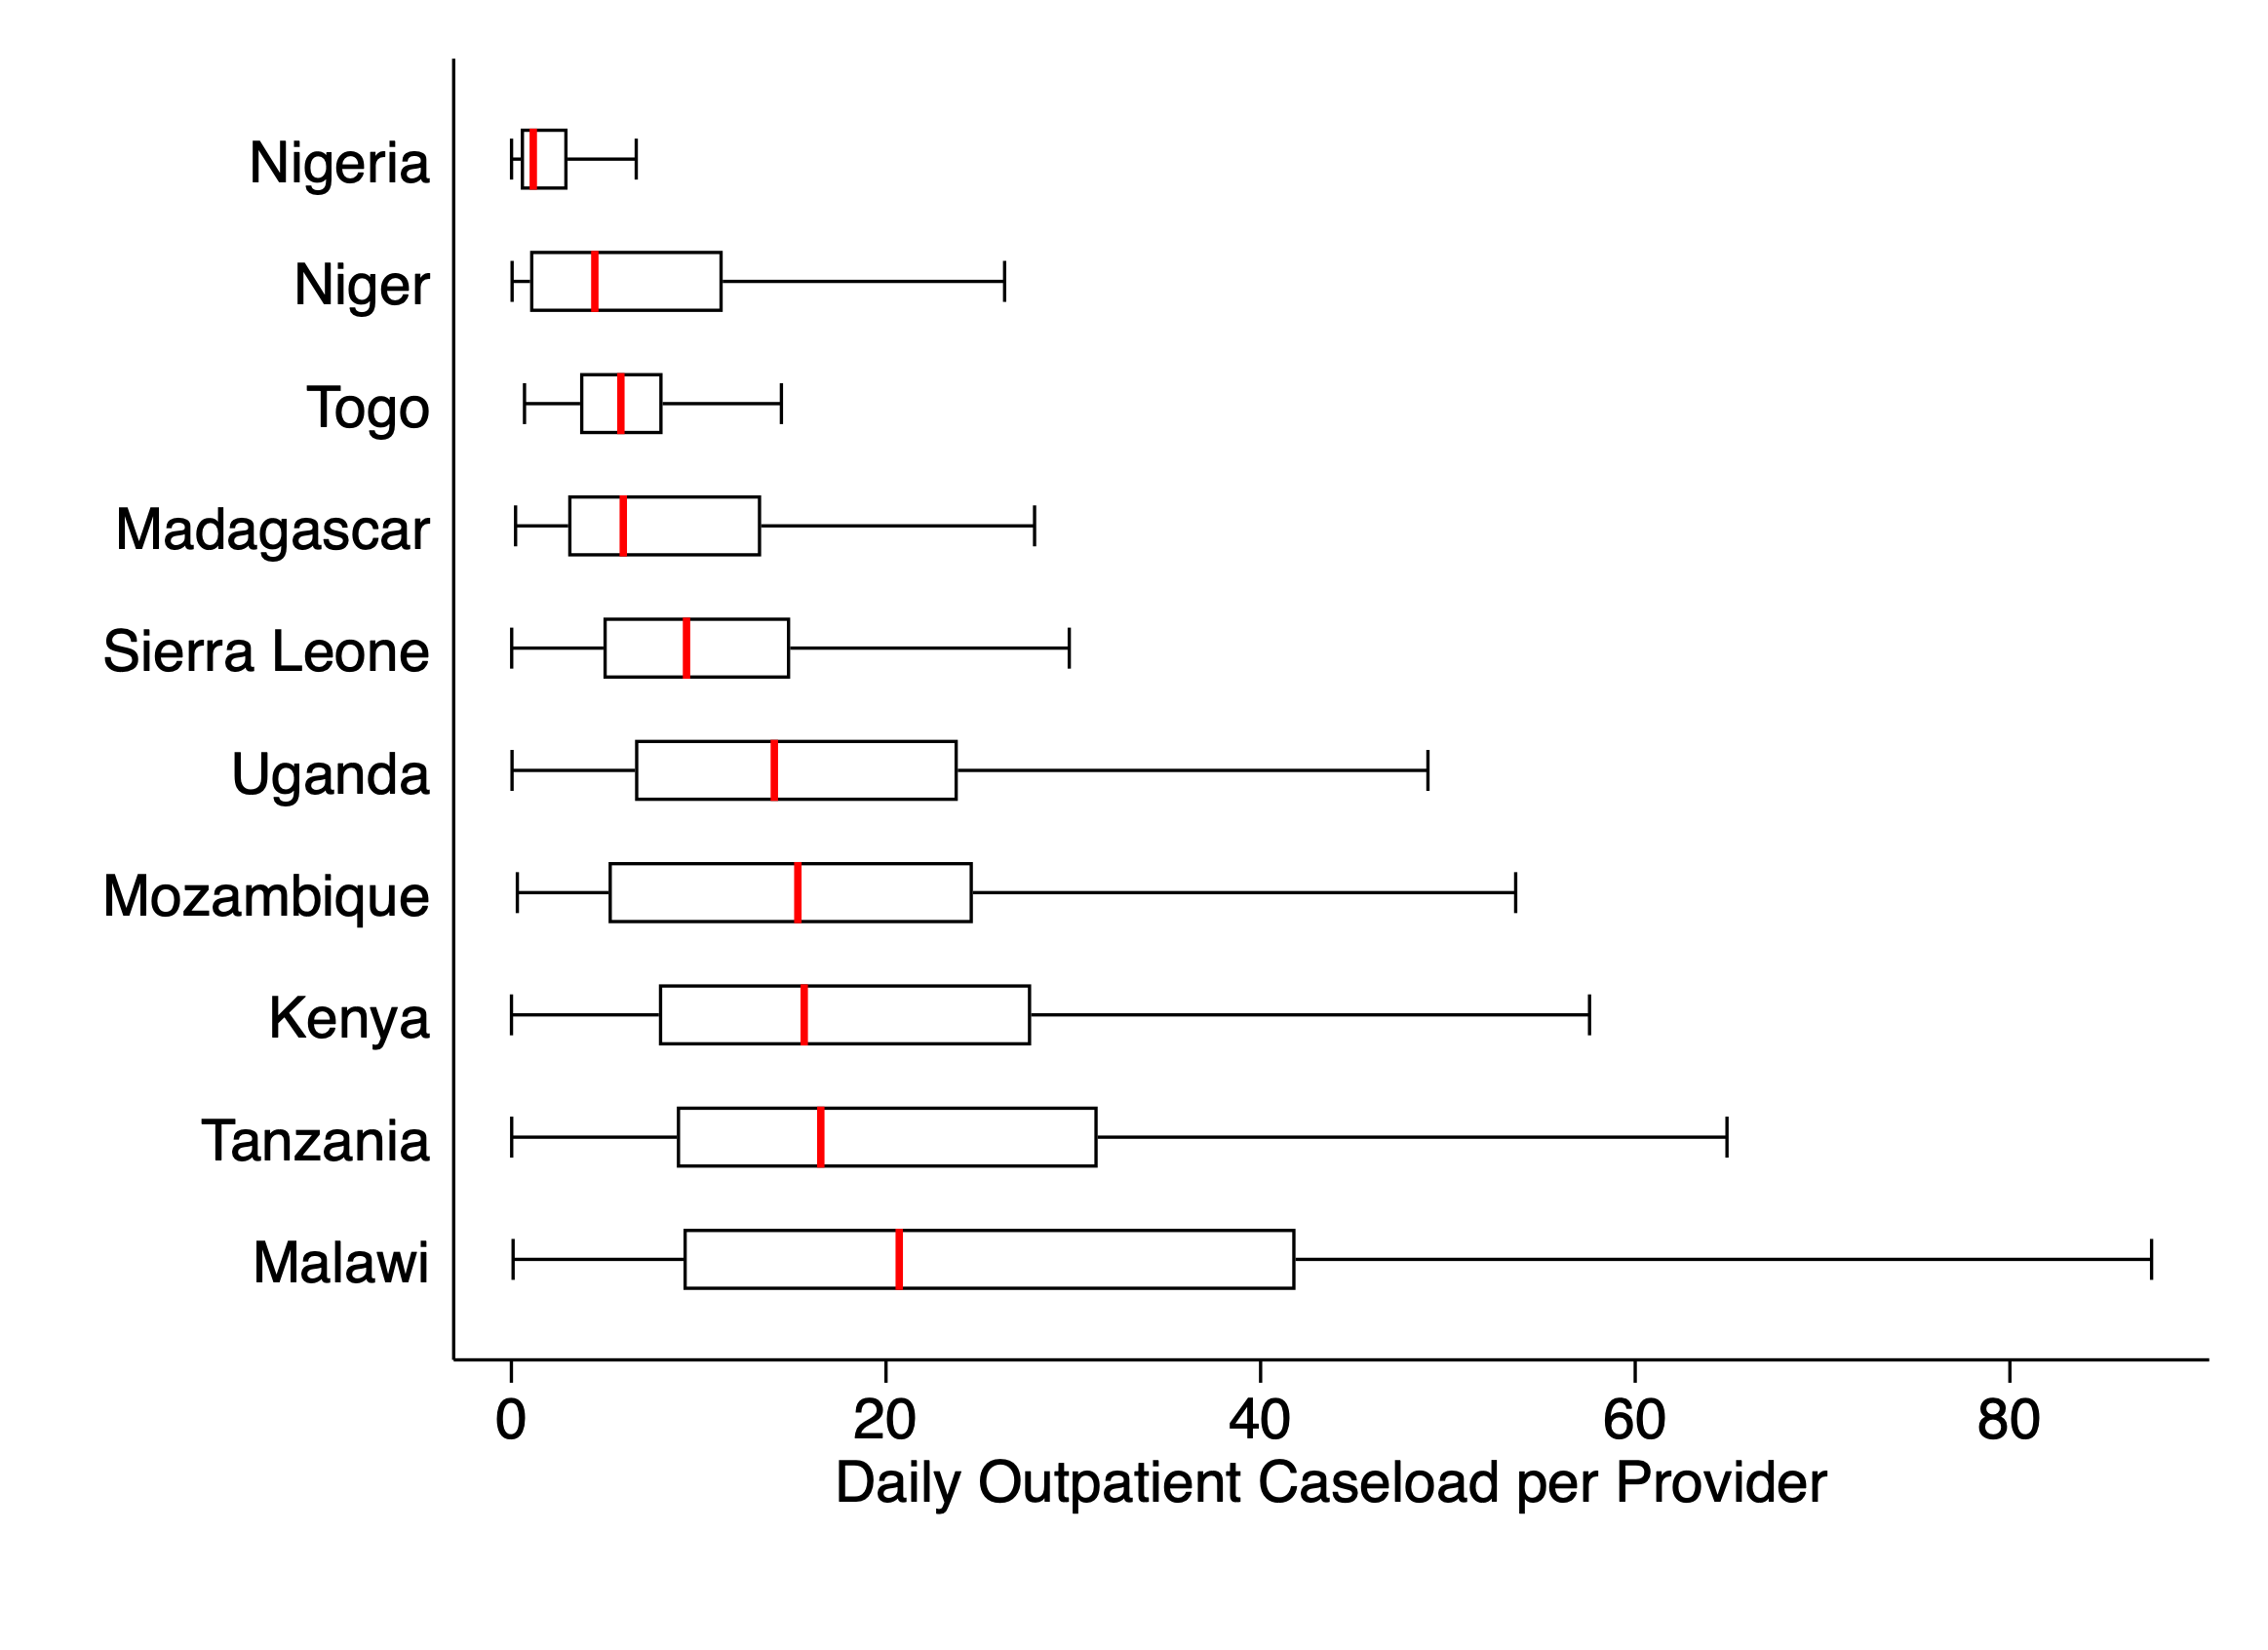 Nigeria
Niger
Togo
Madagascar
Sierra Leone
Uganda
Mozambique
Kenya
Tanzania
Malawi
0 20 40 60 80
Daily Outpatient Caseload per Provider